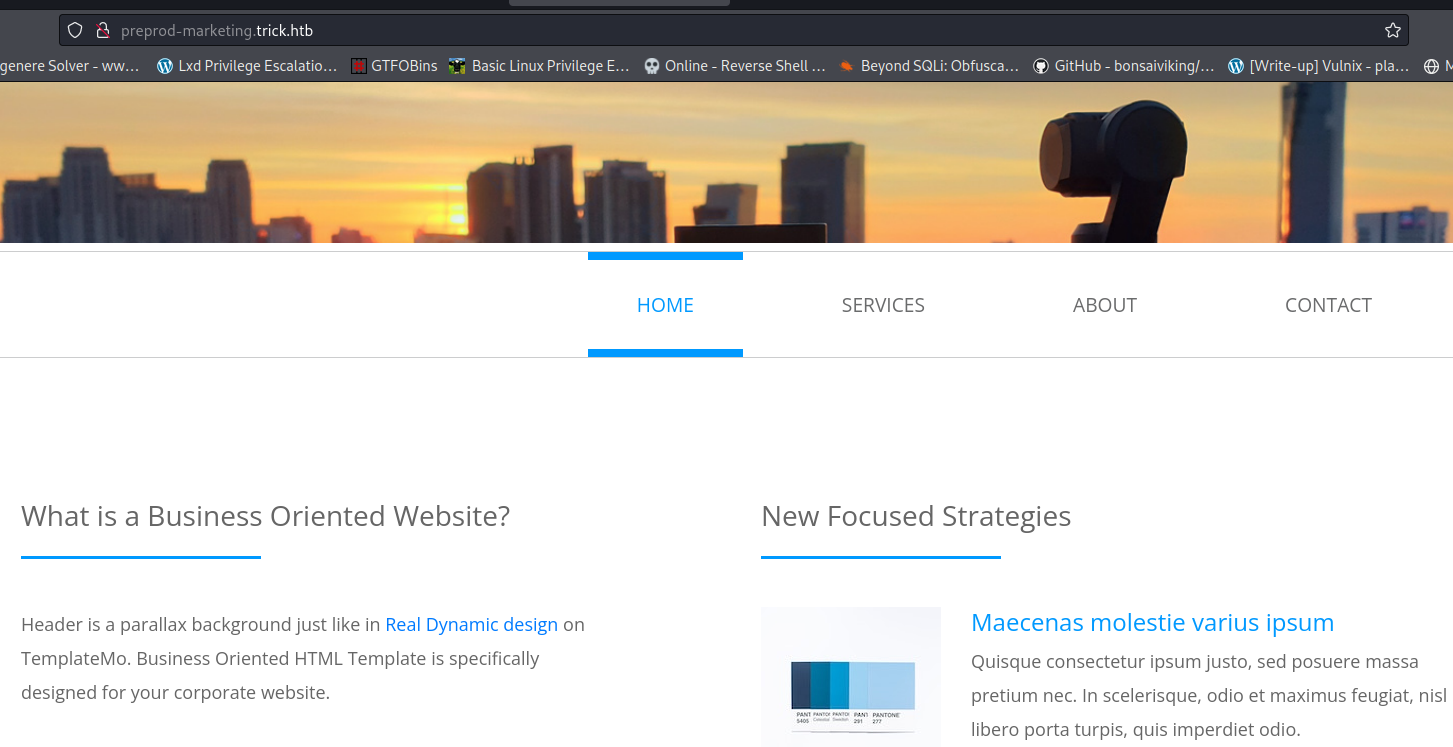 preprod-marketing.trick.htb
genere Solver - ww… Lxd Privilege Escalatio… GTFOBins Basic Linux Privilege E… Online - Reverse Shell … Beyond SQLi: Obfusca… GitHub - bonsaiviking/… [Write-up] Vulnix - pla… M
HOME SERVICES ABOUT CONTACT
What is a Business Oriented Website?
Header is a parallax background just like in Real Dynamic design on
TemplateMo. Business Oriented HTML Template is specifically
designed for your corporate website.
New Focused Strategies
PANTONE
277
291
5405
Maecenas molestie varius ipsum
Quisque consectetur ipsum justo, sed posuere massa
pretium nec. In scelerisque, odio et maximus feugiat, nisl
libero porta turpis, quis imperdiet odio.